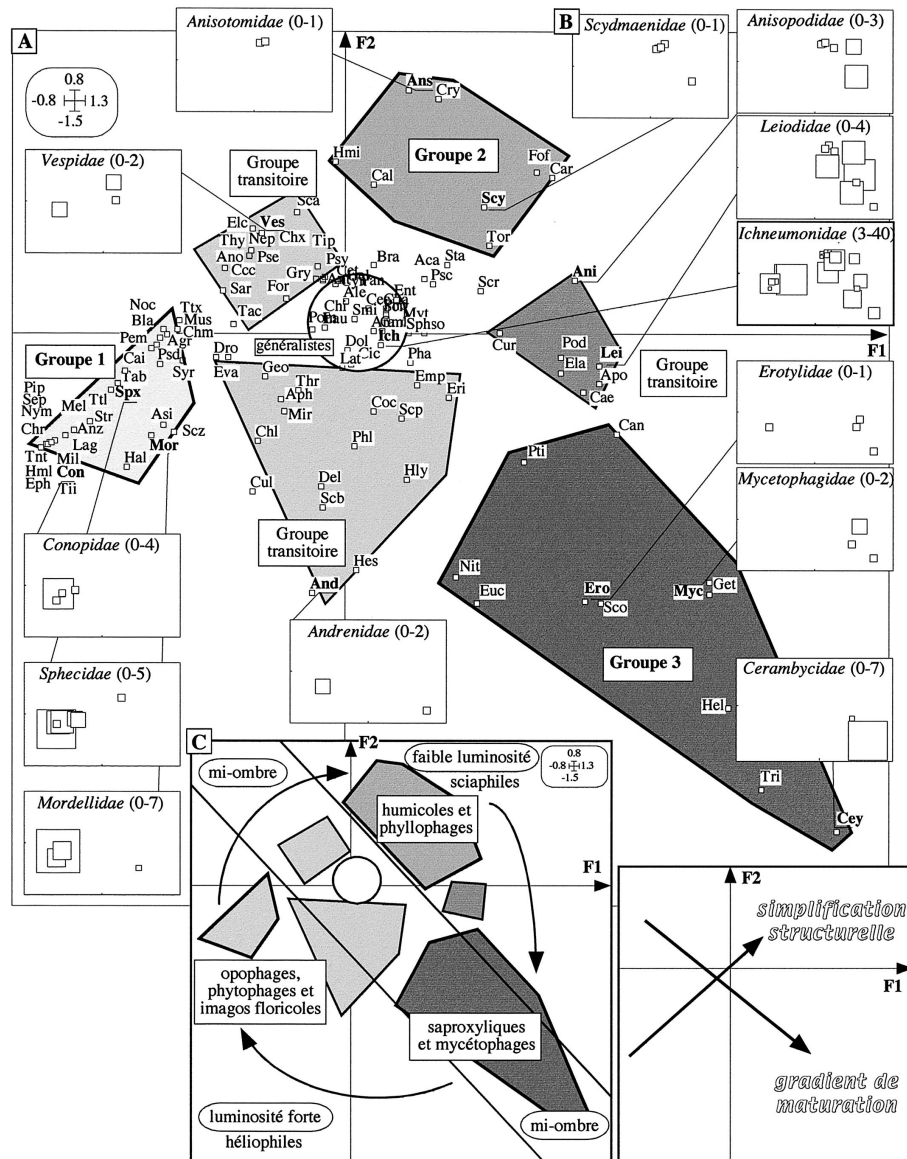 A
B
Anisotomidae (0-1)
Scydmaenidae (0-1)
Anisopodidae (0-3)
F2
0.8
-0.8
1.3
-1.5
Ans
Cry
Leiodidae (0-4)
Vespidae (0-2)
Groupe
transitoire
Hmi
Groupe 2
Fof
Car
Cal
Scy
Ichneumonidae (3-40)
Sca
Elc
Ves
Tor
Thy
Nep
Chx
Ano
Pse
Tip
Bra
Aca
Sta
Ccc
Gry
Psy
Psc
Ani
Sar
For
Ale
Ent
Scr
Noc
Ttx
Tac
Chr
Smi
Bla
Mus
Sphso
Chm
Cur
F1
Pem
Agr
généralistes
Dol
Ich
Groupe 1
Cai
Psd
Dro
Lat
Cic
Pha
Pod
Lei
Groupe
transitoire
Tab
Syr
Eva
Geo
Emp
Ela
Apo
Pip
Spx
Thr
Eri
Cae
Erotylidae (0-1)
Sep
Mel
Ttl
Aph
Coc
Scp
Nym
Str
Asi
Mir
Chr
Anz
Scz
Chl
Phl
Can
Tnt
Lag
Mor
Pti
Hml
Mil
Hal
Hly
Mycetophagidae (0-2)
Eph
Con
Cul
Del
Tii
Scb
Conopidae (0-4)
Groupe
transitoire
Hes
Nit
And
Euc
Ero
Sco
Myc
Get
Andrenidae (0-2)
Groupe 3
Cerambycidae (0-7)
Sphecidae (0-5)
Hel
C
F2
mi-ombre
faible luminosité
sciaphiles
0.8
-0.8
1.3
-1.5
Tri
Mordellidae (0-7)
humicoles et
phyllophages
Cey
F1
F2
simplification
structurelle
opophages,
phytophages et
imagos floricoles
F1
saproxyliques
et mycétophages
gradient de
maturation
luminosité forte
héliophiles
mi-ombre